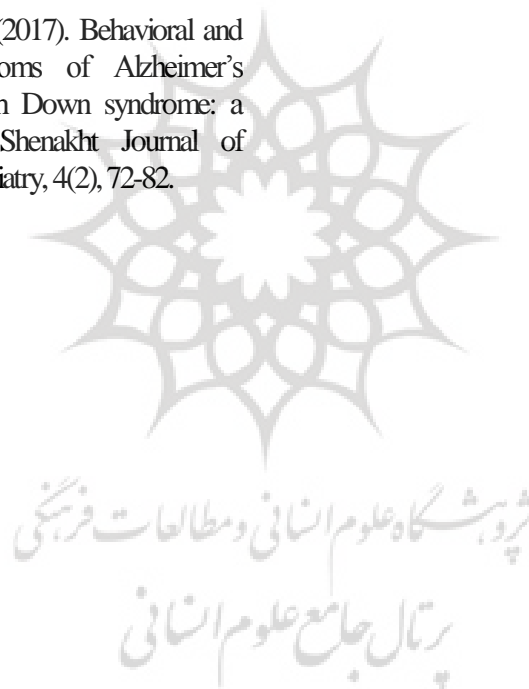 (2017). Behavioral and
oms of Alzheimer’s
n Down syndrome: a
Shenakht Journal of
iatry, 4(2), 72-82.
پژوهشگاه علوم انسانی و مطالعات فرهنگی
پرتال جامع علوم انسانی